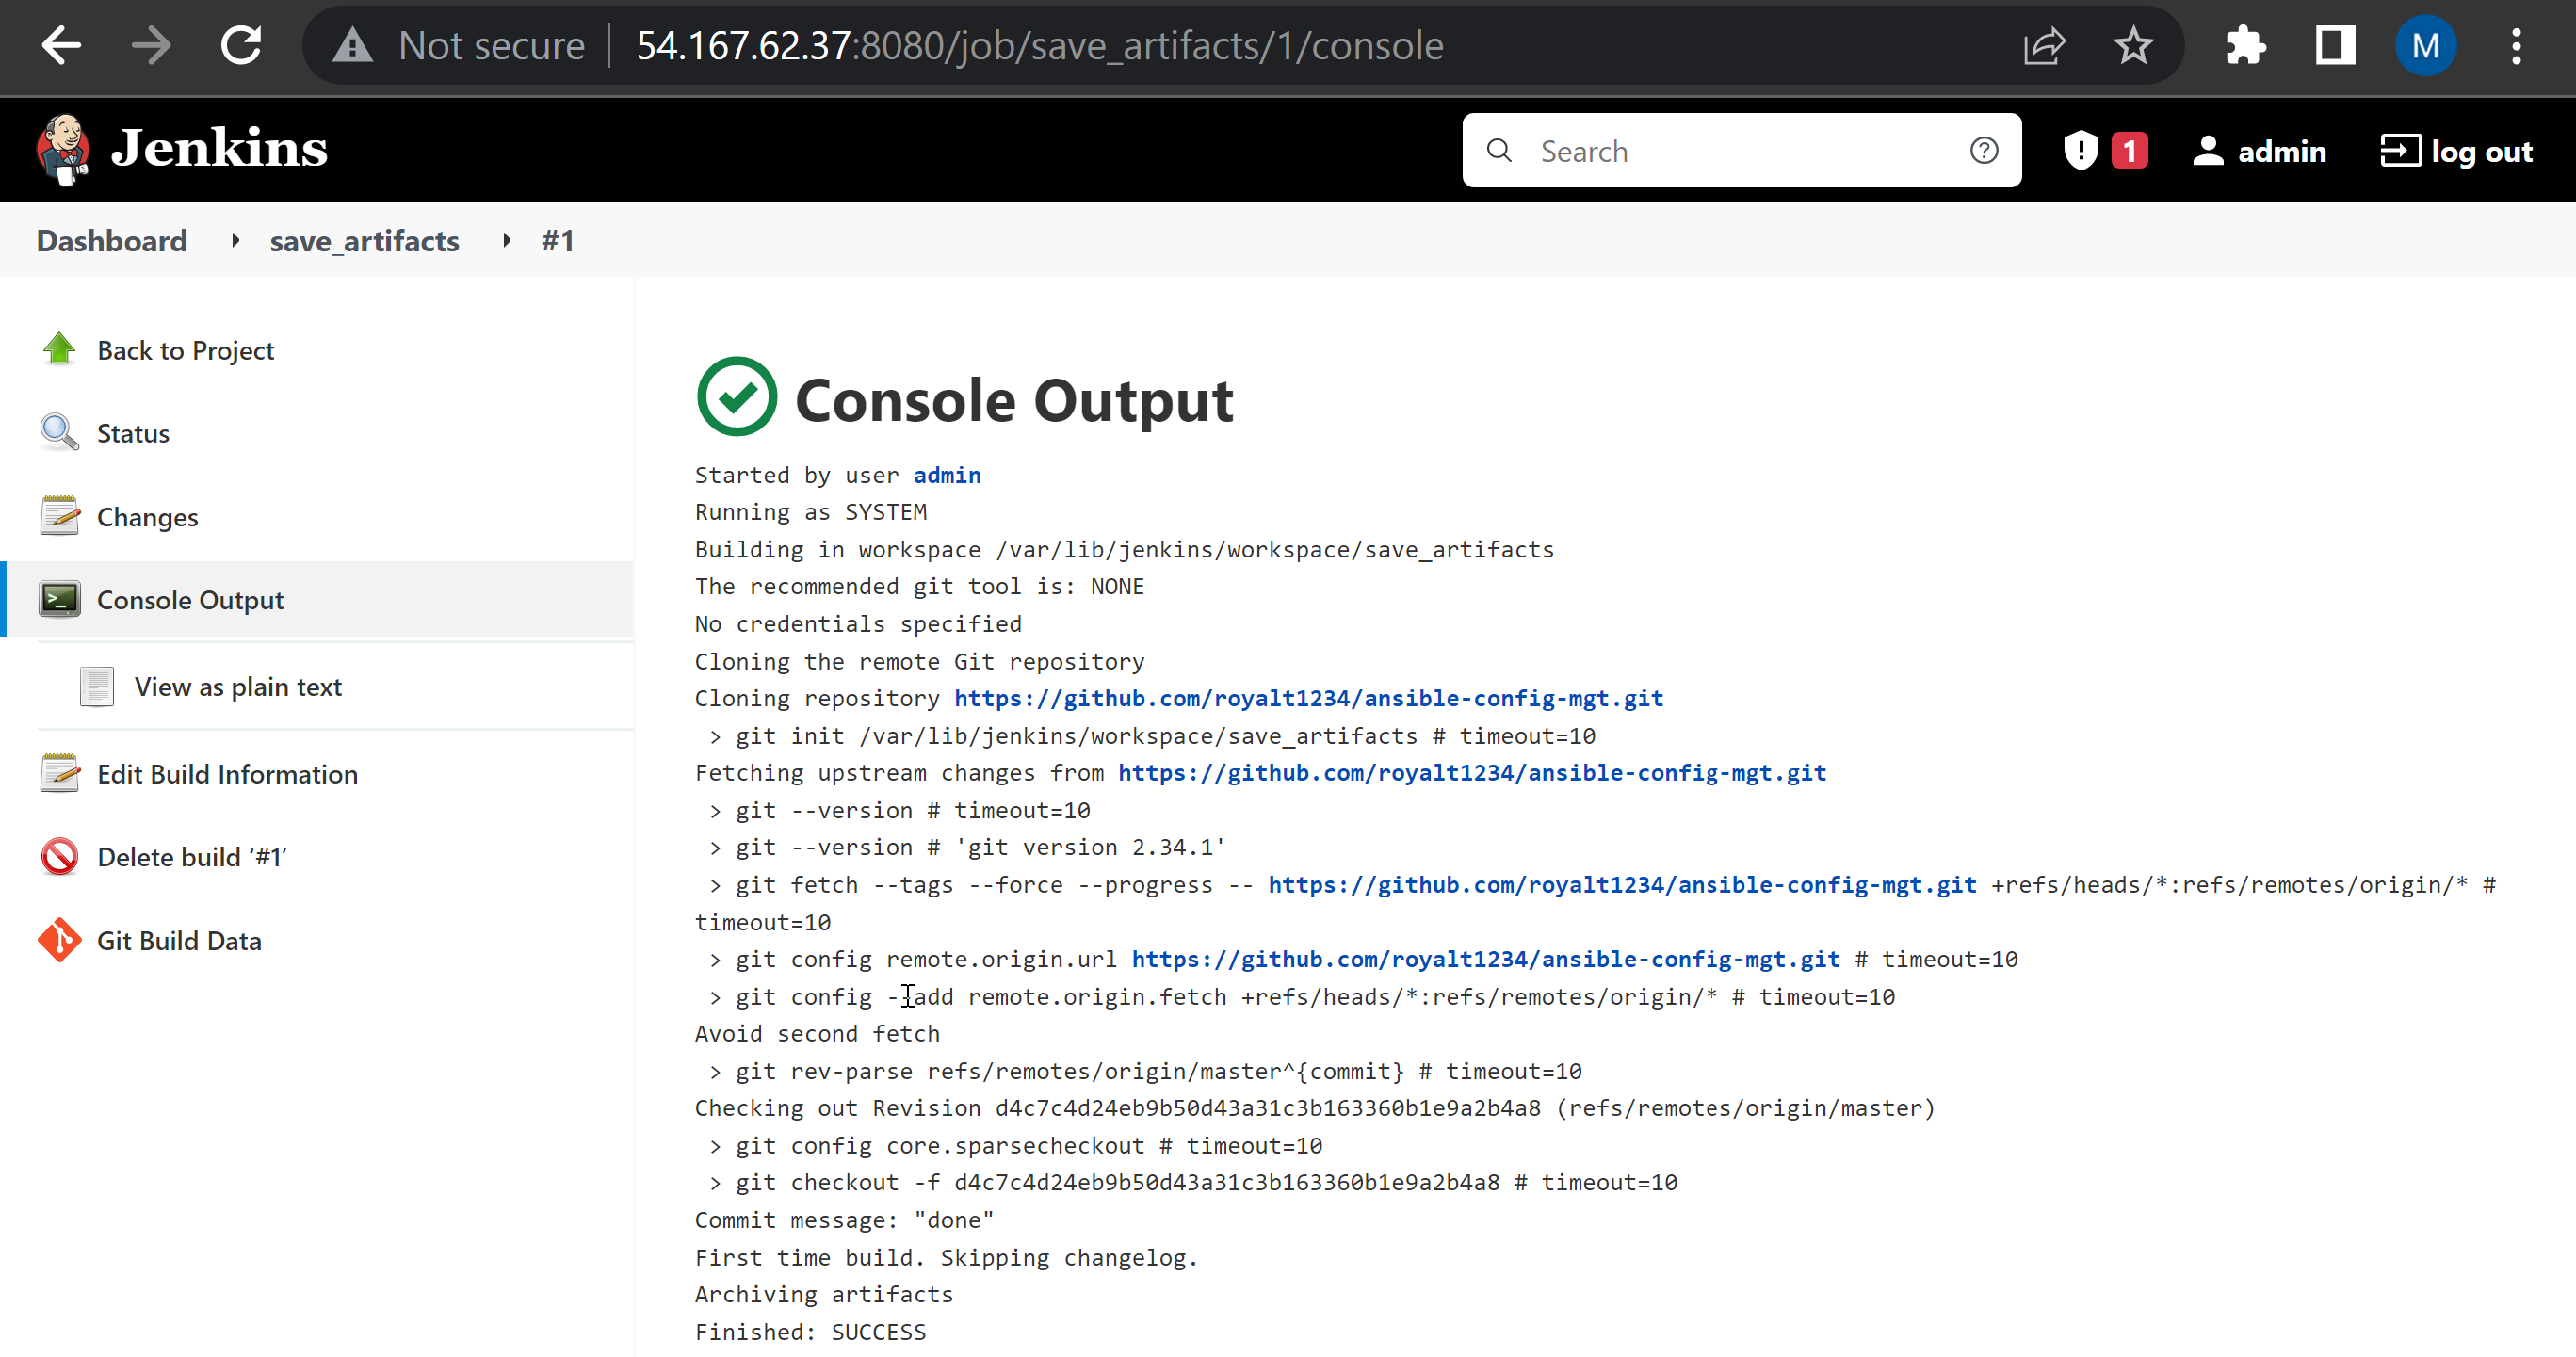 Not secure | 54.167.62.37:8080/job/save_artifacts/1/console
M
Jenkins
Search
1
admin
log out
Dashboard save_artifacts #1
Back to Project
Status
Changes
Console Output
View as plain text
Edit Build Information
Delete build ‘#1’
Git Build Data
Console Output
Started by user admin
Running as SYSTEM
Building in workspace /var/lib/jenkins/workspace/save_artifacts
The recommended git tool is: NONE
No credentials specified
Cloning the remote Git repository
Cloning repository https://github.com/royalt1234/ansible-config-mgt.git
> git init /var/lib/jenkins/workspace/save_artifacts # timeout=10
Fetching upstream changes from https://github.com/royalt1234/ansible-config-mgt.git
> git --version # timeout=10
> git --version # 'git version 2.34.1'
> git fetch --tags --force --progress -- https://github.com/royalt1234/ansible-config-mgt.git +refs/heads/*:refs/remotes/origin/* #
timeout=10
> git config remote.origin.url https://github.com/royalt1234/ansible-config-mgt.git # timeout=10
> git config --add remote.origin.fetch +refs/heads/*:refs/remotes/origin/* # timeout=10
Avoid second fetch
> git rev-parse refs/remotes/origin/master^{commit} # timeout=10
Checking out Revision d4c7c4d24eb9b50d43a31c3b163360b1e9a2b4a8 (refs/remotes/origin/master)
> git config core.sparsecheckout # timeout=10
> git checkout -f d4c7c4d24eb9b50d43a31c3b163360b1e9a2b4a8 # timeout=10
Commit message: "done"
First time build. Skipping changelog.
Archiving artifacts
Finished: SUCCESS